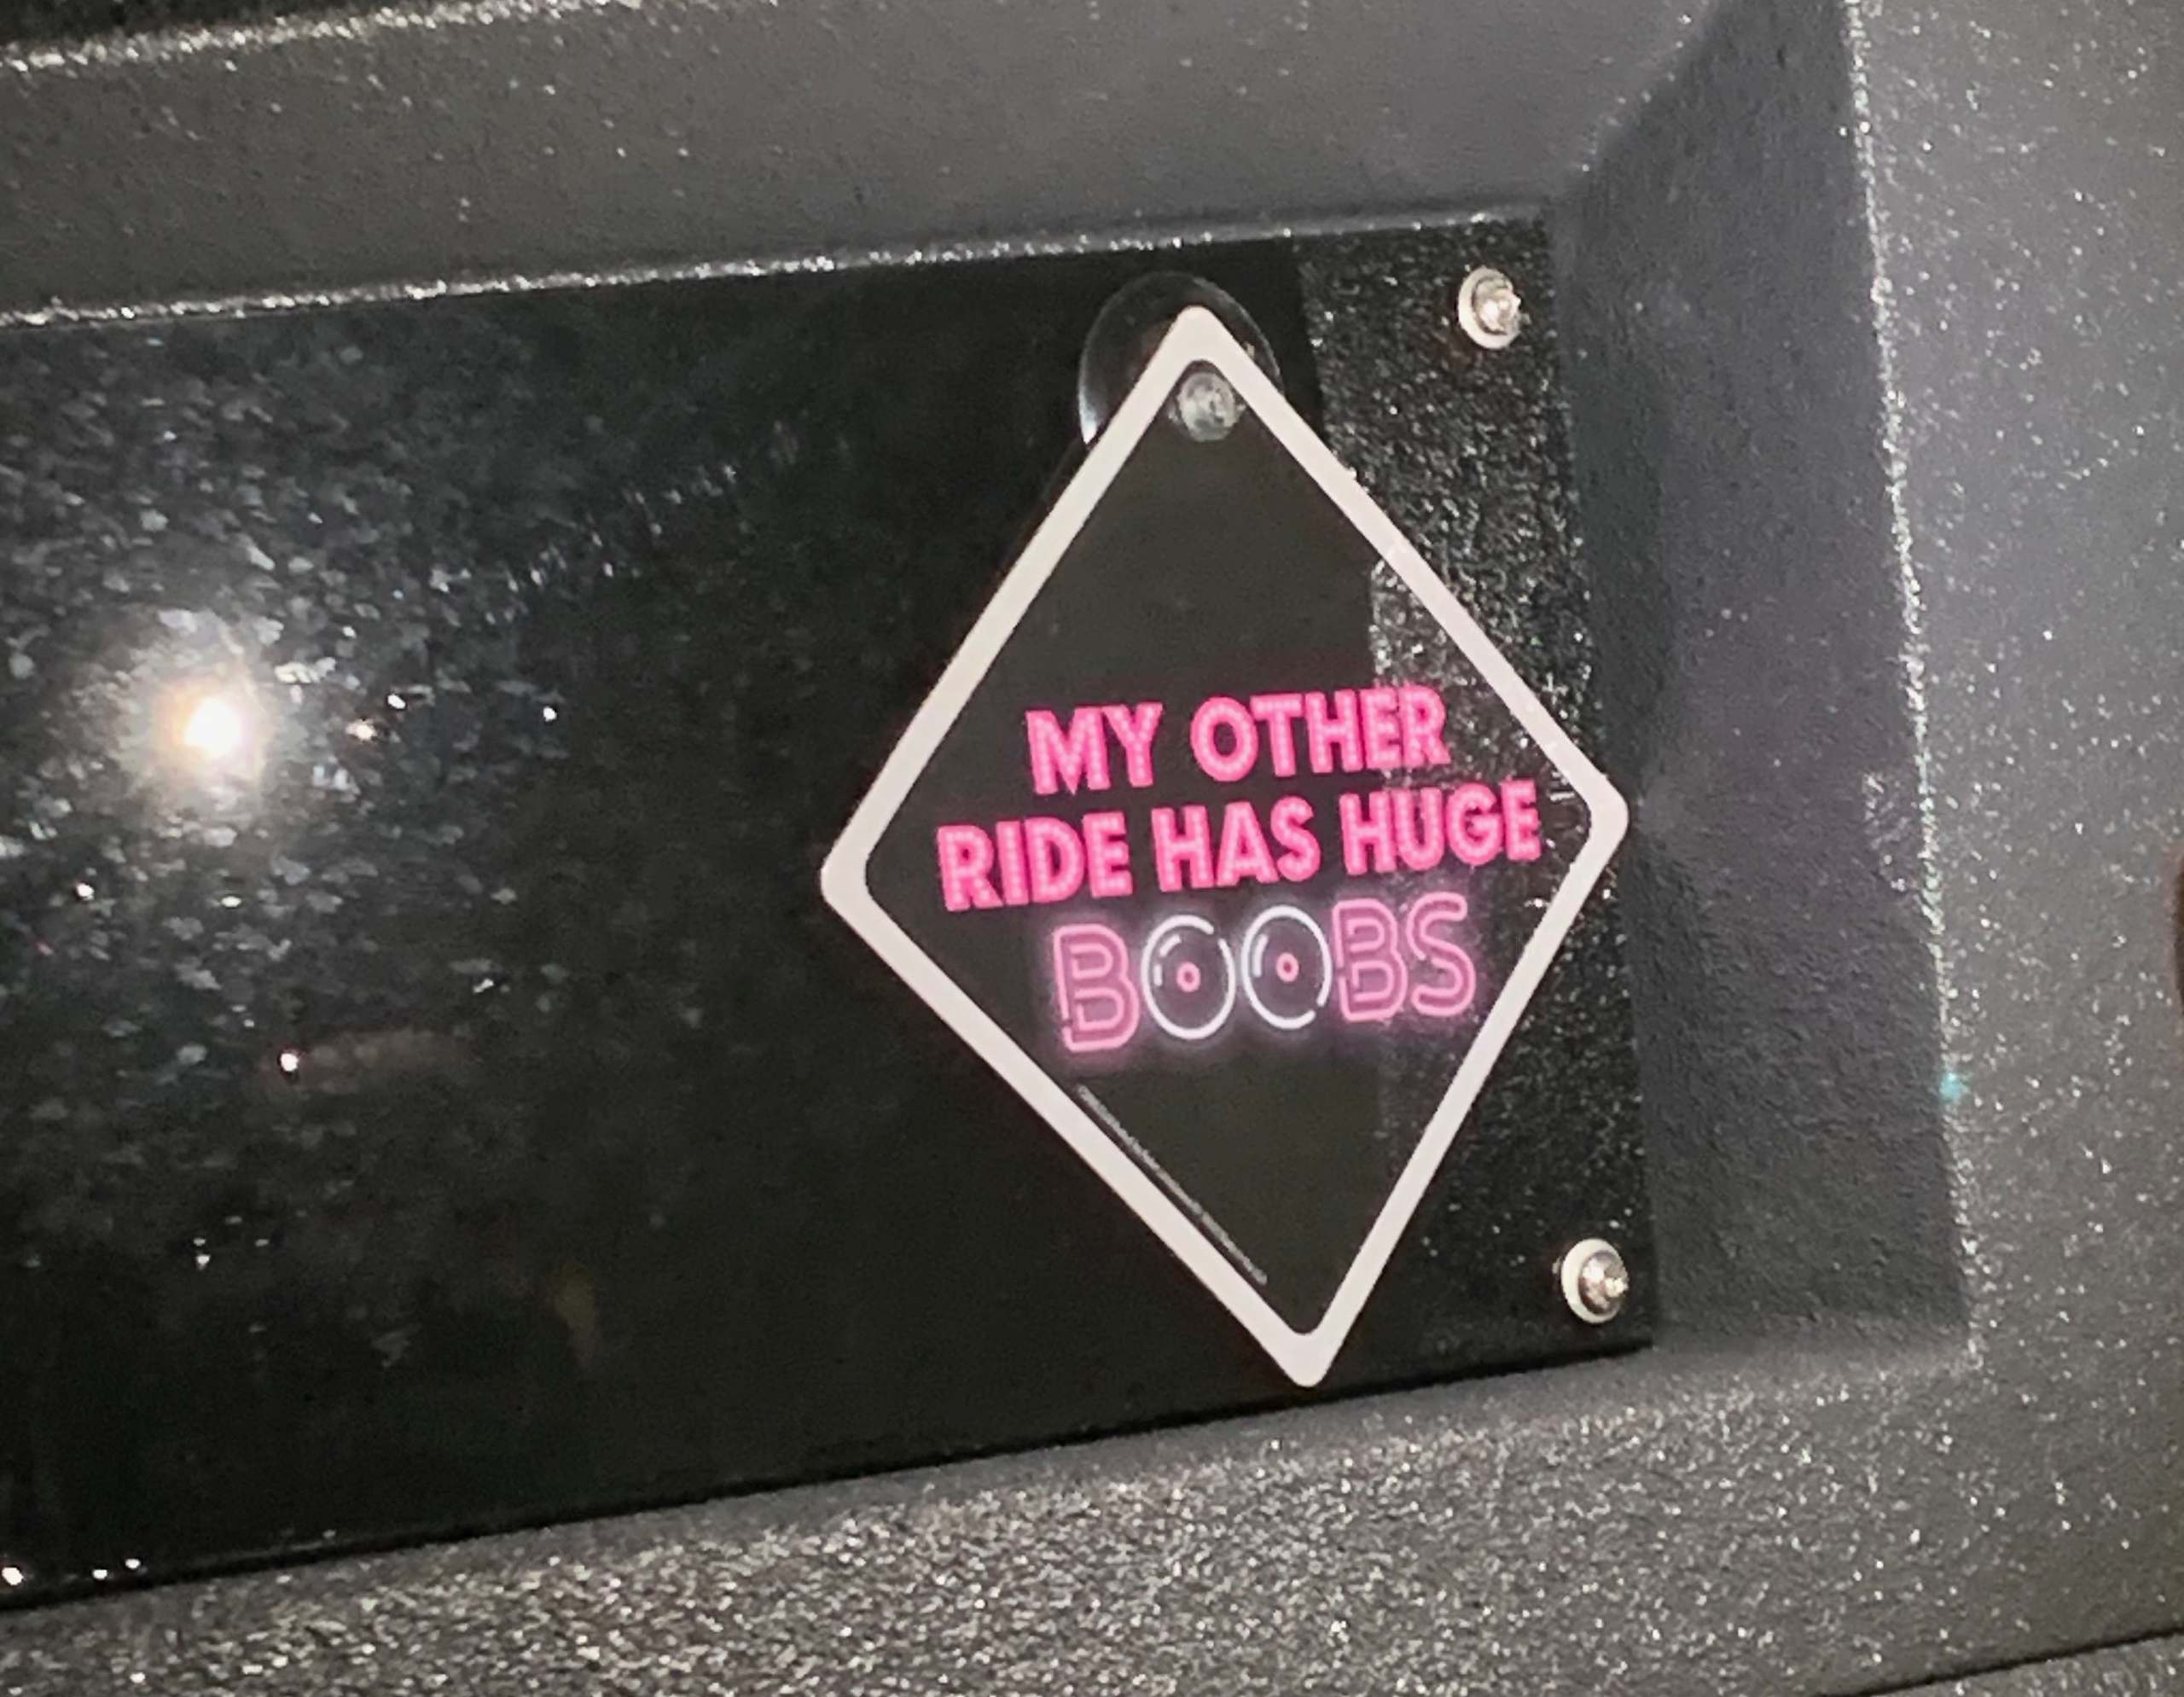 MY OTHER
RIDE HAS HUGE
BOOBS